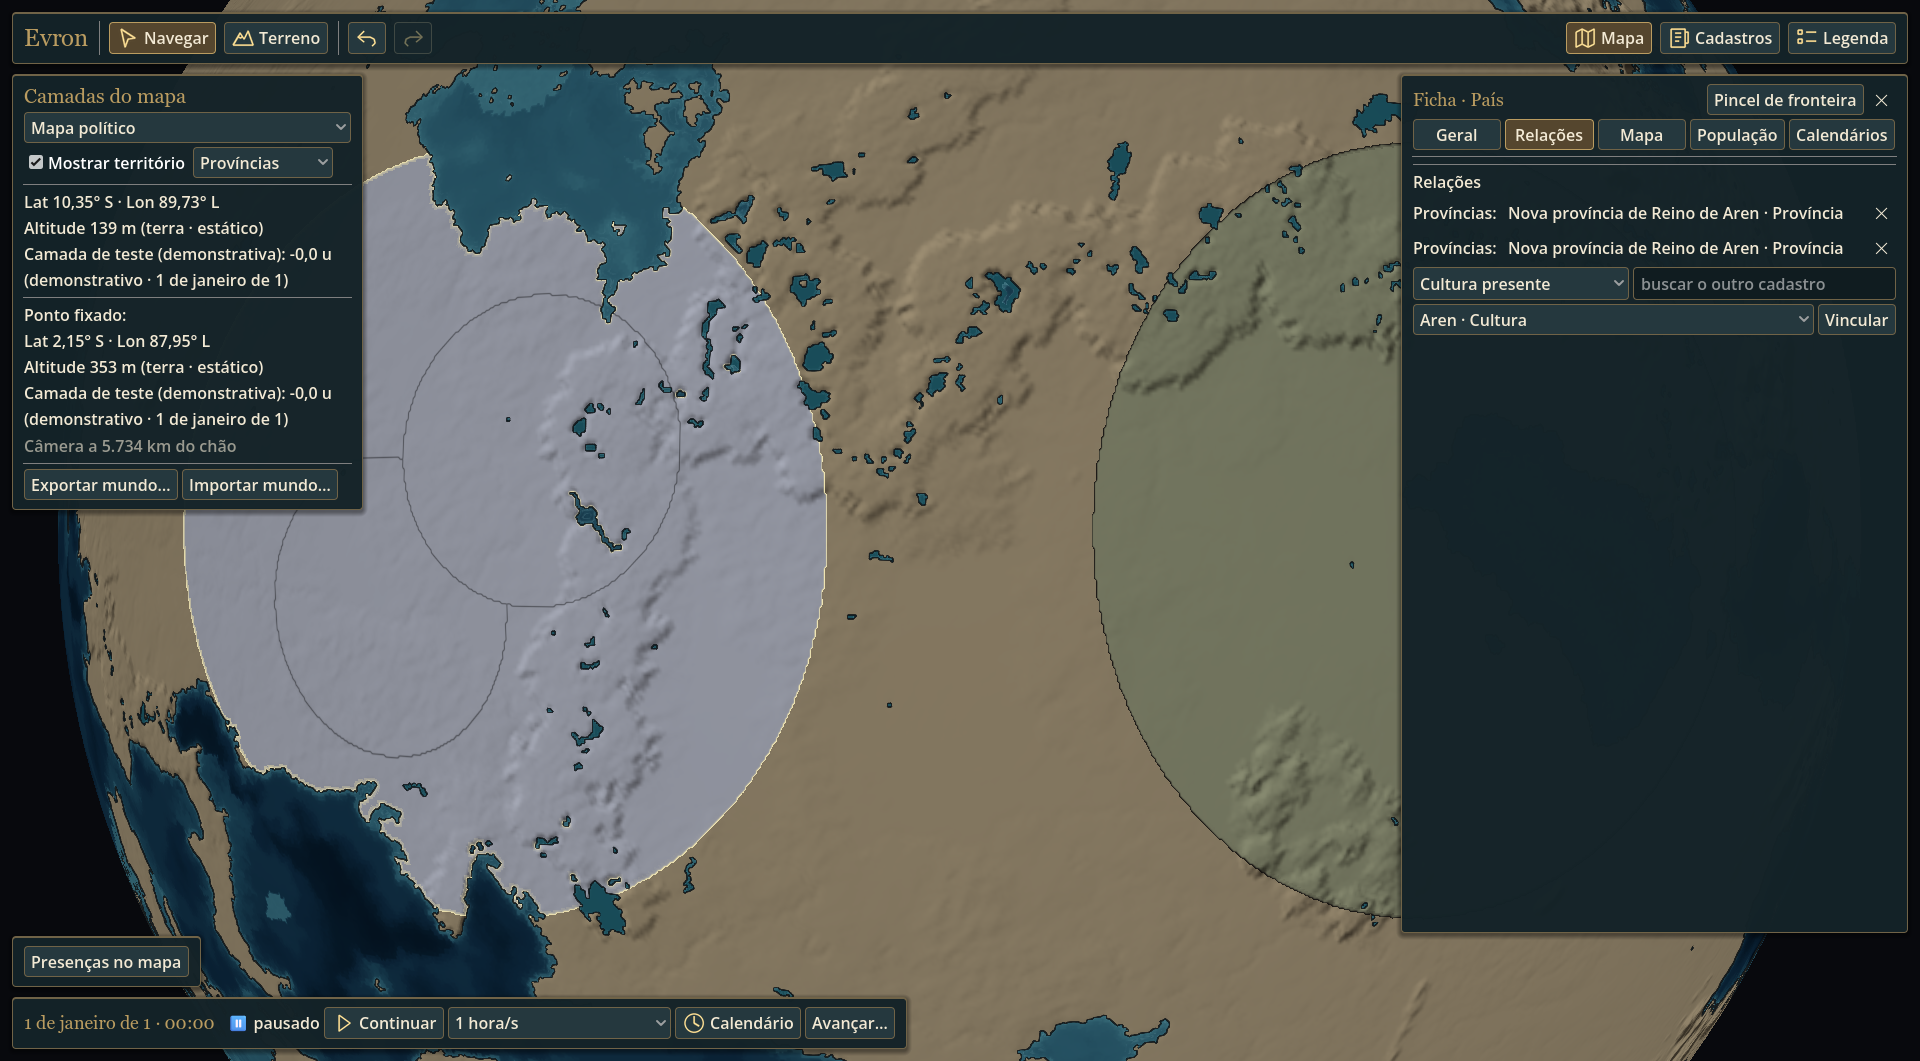 Evron
Navegar
Terreno
Mapa
Cadastros
Legenda
Camadas do mapa
Mapa político
Mostrar território
Províncias
Lat 10,35° S · Lon 89,73° L
Altitude 139 m (terra · estático)
Camada de teste (demonstrativa): -0,0 u
(demonstrativo · 1 de janeiro de 1)
Ponto fixado:
Lat 2,15° S · Lon 87,95° L
Altitude 353 m (terra · estático)
Camada de teste (demonstrativa): -0,0 u
(demonstrativo · 1 de janeiro de 1)
Câmera a 5.734 km do chão
Exportar mundo...
Importar mundo...
Ficha · País
Pincel de fronteira
Geral
Relações
Mapa
População
Calendários
Relações
Províncias: Nova província de Reino de Aren · Província
Províncias: Nova província de Reino de Aren · Província
Cultura presente
buscar o outro cadastro
Aren · Cultura
Vincular
Presenças no mapa
1 de janeiro de 1 · 00:00
pausado
Continuar
1 hora/s
Calendário
Avançar...